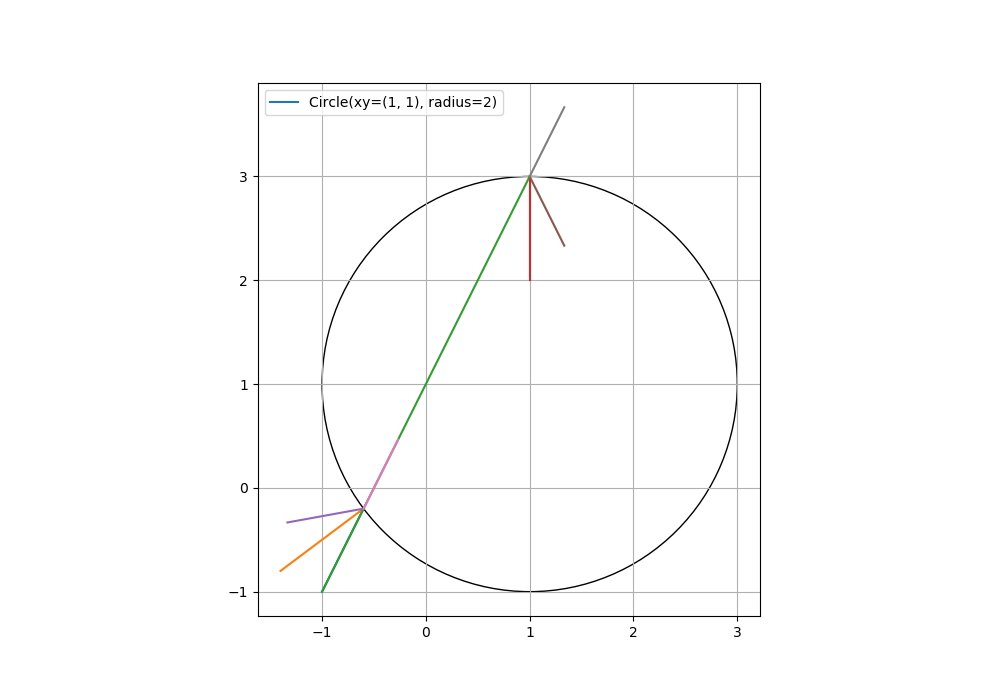 Circle(xy=(1, 1), radius=2)
3
2
1
0
−1
−1 0 1 2 3